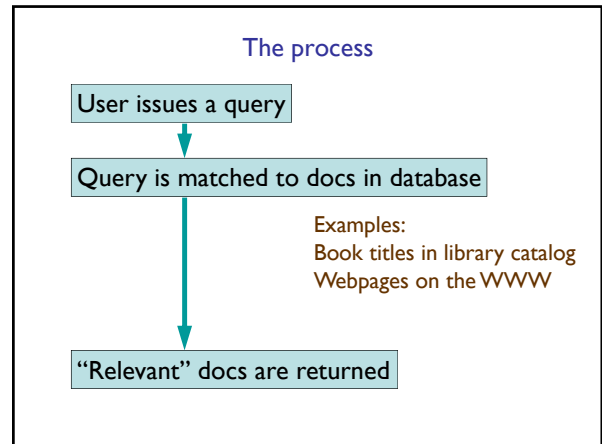 The process
User issues a query
Query is matched to docs in database
Examples:
Book titles in library catalog
Webpages on the WWW
“Relevant” docs are returned